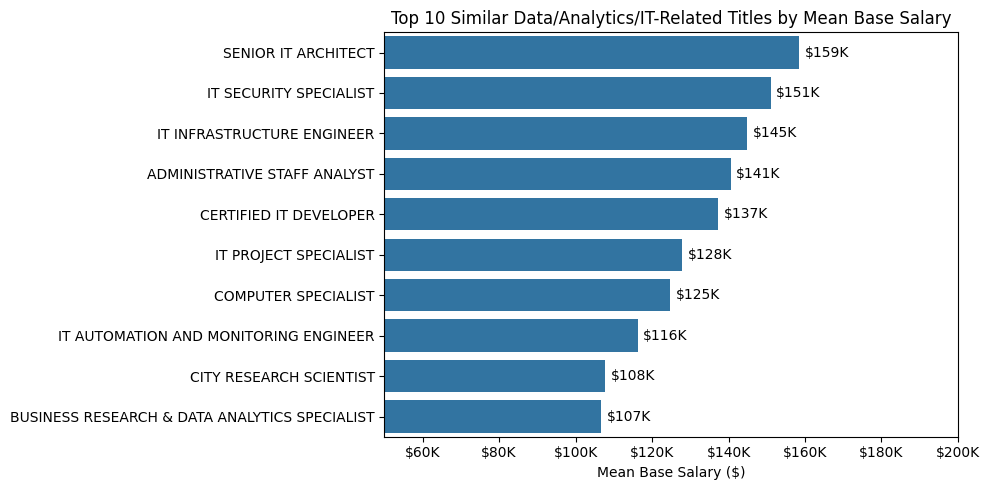 Top 10 Similar Data/Analytics/IT-Related Titles by Mean Base Salary
SENIOR IT ARCHITECT $159K
IT SECURITY SPECIALIST $151K
IT INFRASTRUCTURE ENGINEER $145K
ADMINISTRATIVE STAFF ANALYST $141K
CERTIFIED IT DEVELOPER $137K
IT PROJECT SPECIALIST $128K
COMPUTER SPECIALIST $125K
IT AUTOMATION AND MONITORING ENGINEER $116K
CITY RESEARCH SCIENTIST $108K
BUSINESS RESEARCH & DATA ANALYTICS SPECIALIST $107K
$60K $80K $100K $120K $140K $160K $180K $200K
Mean Base Salary ($)